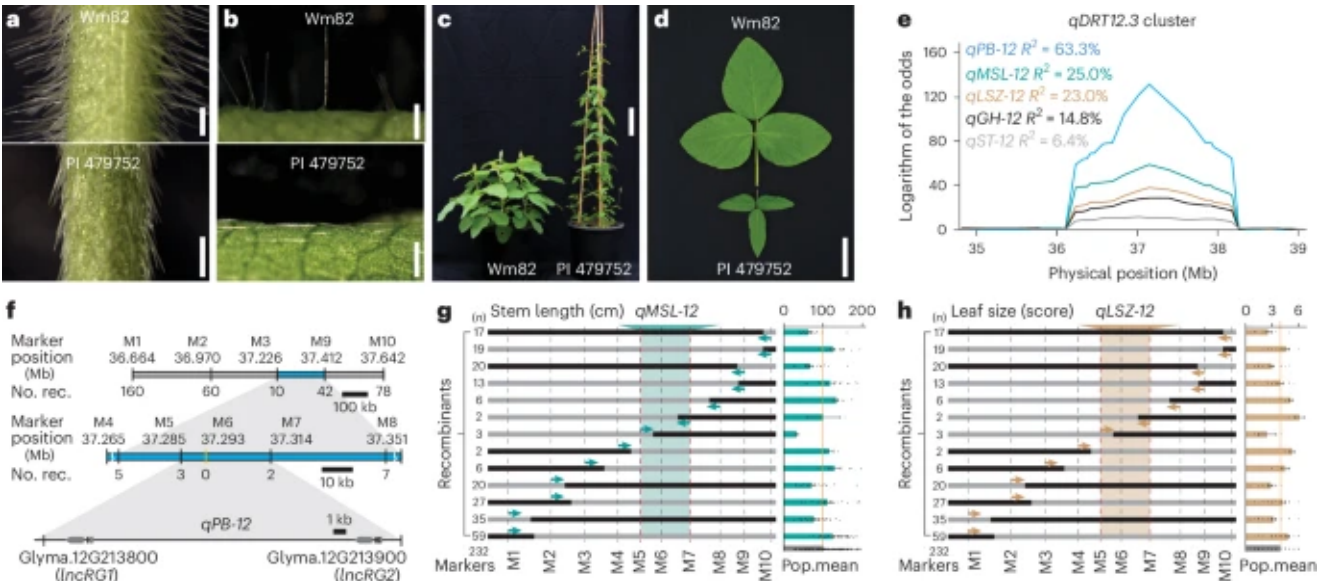 a
Wm82
PI 479752
b
Wm82
PI 479752
c
Wm82 PI 479752
d
Wm82
PI 479752
e
qDRT12.3 cluster
qPB-12 R² = 63.3%
qMSL-12 R² = 25.0%
qLSZ-12 R² = 23.0%
qGH-12 R² = 14.8%
qST-12 R² = 6.4%
Logarithm of the odds
160
120
80
40
0
35 36 37 38 39
Physical position (Mb)
f
Marker position (Mb)
M1 M2 M3 M9 M10
36.664 36.970 37.226 37.412 37.642
No. rec.
160 60 10 42 78
100 kb
Marker position (Mb)
M4 M5 M6 M7 M8
37.265 37.285 37.293 37.314 37.351
No. rec.
5 3 0 2 7
10 kb
qPB-12
1 kb
Glyma.12G213800 Glyma.12G213900
(lncRG1) (lncRG2)
g
Stem length (cm) qMSL-12
0 100 200
(n)
17
19
20
13
6
2
3
2
6
20
27
35
59
232
Recombinants
Markers
M1 M2 M3 M4 M5 M6 M7 M8 M9 M10
Pop.mean
h
Leaf size (score) qLSZ-12
0 3 6
(n)
17
19
20
13
6
2
3
2
6
20
27
35
59
232
Recombinants
Markers
M1 M2 M3 M4 M5 M6 M7 M8 M9 M10
Pop.mean